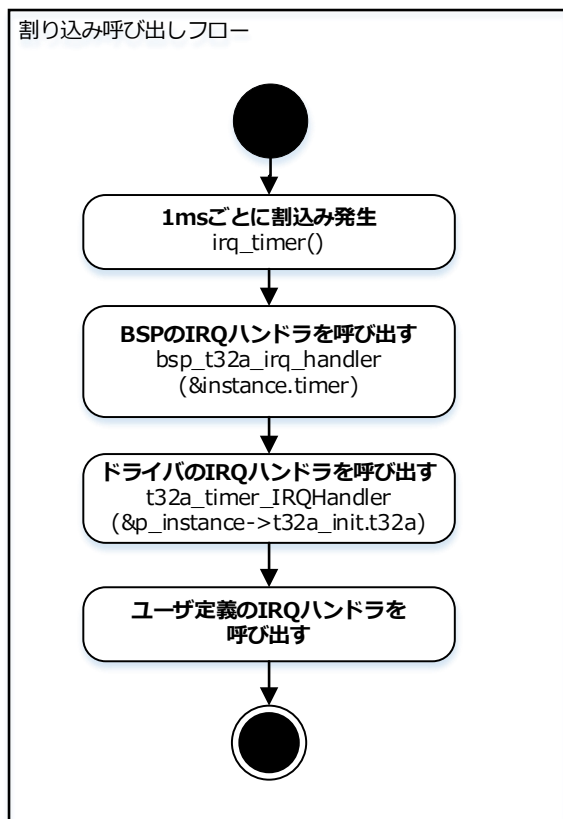 割り込み呼び出しフロー
1msごとに割込み発生
irq_timer()
BSPのIRQハンドラを呼び出す
bsp_t32a_irq_handler
(&instance.timer)
ドライバのIRQハンドラを呼び出す
t32a_timer_IRQHandler
(&p_instance->t32a_init.t32a)
ユーザ定義のIRQハンドラを
呼び出す